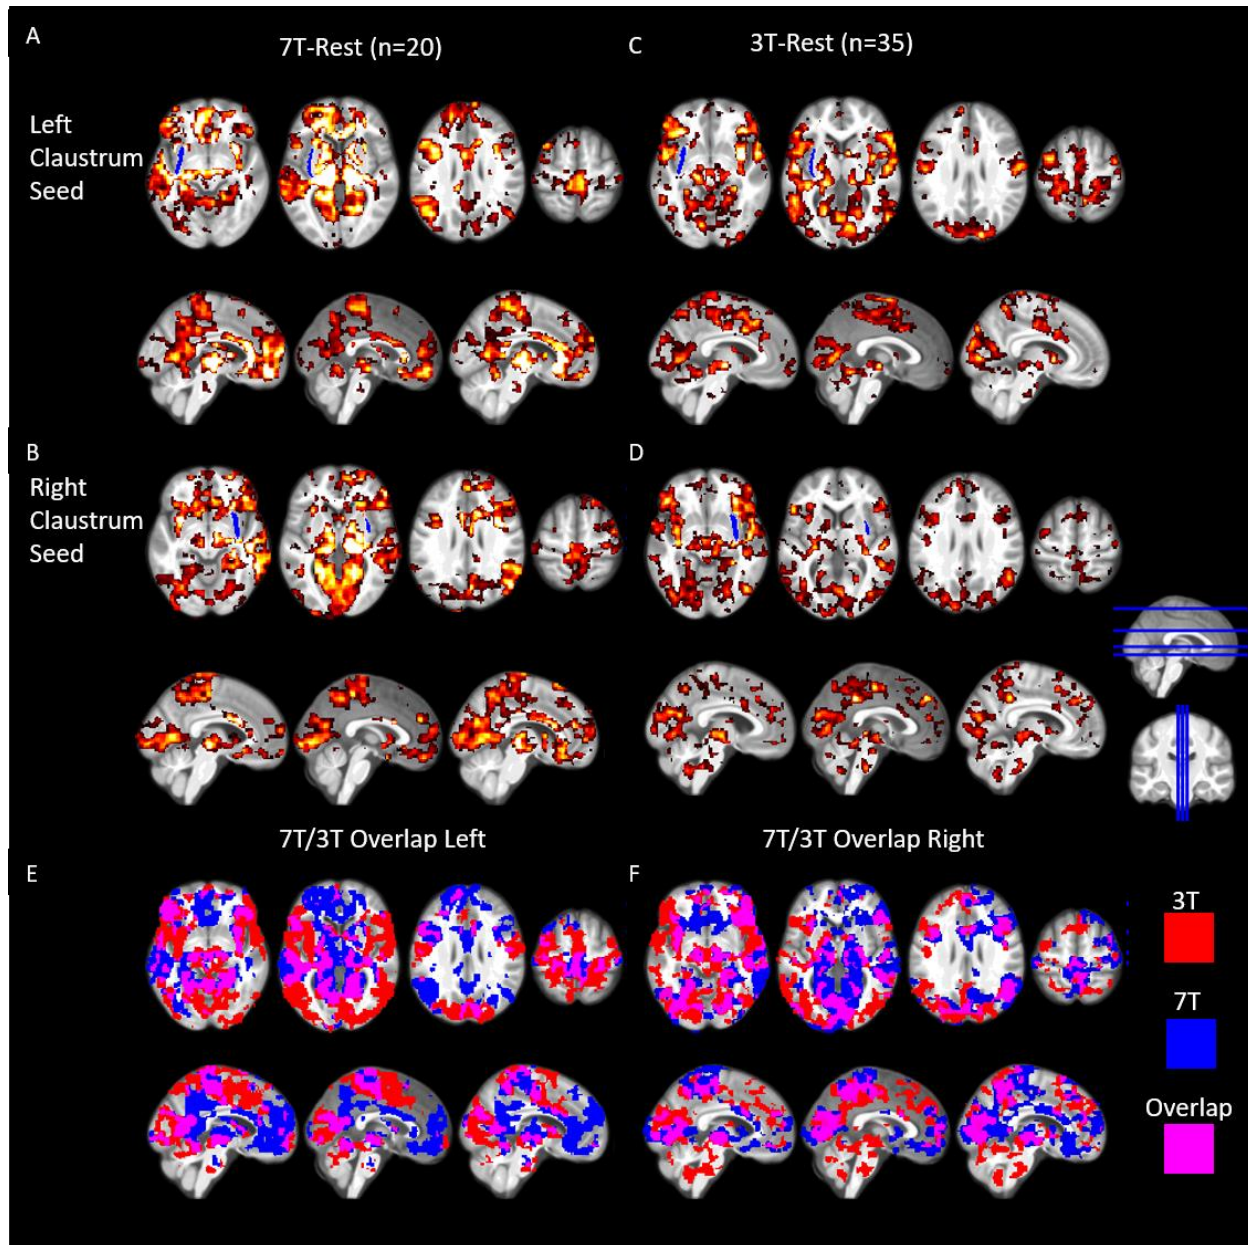 A
7T-Rest (n=20)
C
3T-Rest (n=35)
Left
Claustrum
Seed
B
D
Right
Claustrum
Seed
7T/3T Overlap Left
7T/3T Overlap Right
E
F
3T
7T
Overlap